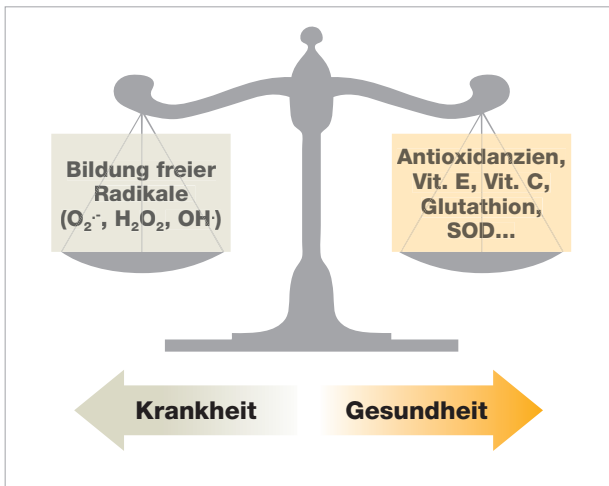 Bildung freier
Radikale
(O₂·⁻, H₂O₂, OH·)
Antioxidanzien,
Vit. E, Vit. C,
Glutathion,
SOD...
Krankheit
Gesundheit